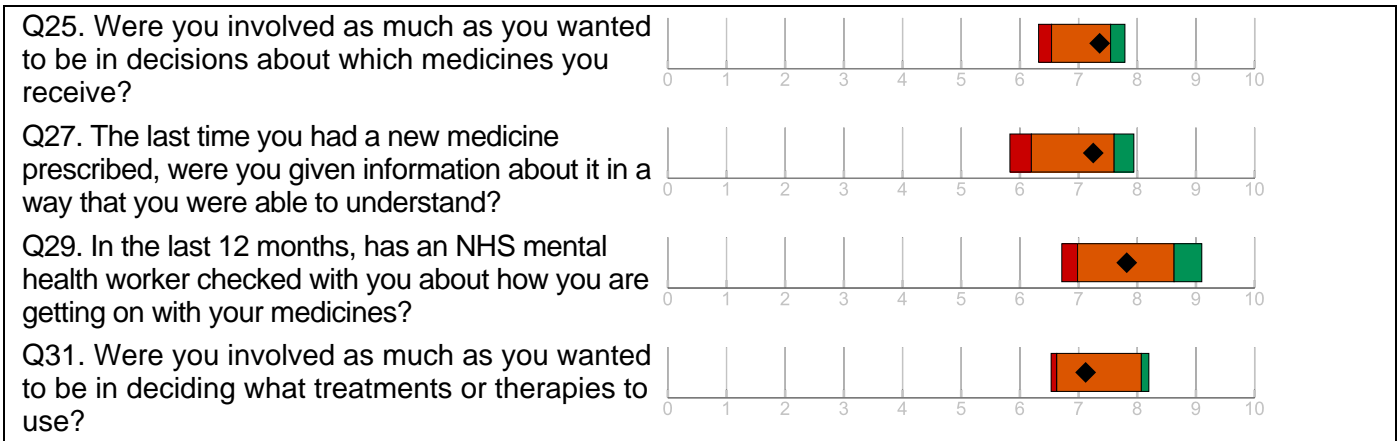 Q25. Were you involved as much as you wanted
to be in decisions about which medicines you
receive?
0 1 2 3 4 5 6 7 8 9 10
Q27. The last time you had a new medicine
prescribed, were you given information about it in a
way that you were able to understand?
0 1 2 3 4 5 6 7 8 9 10
Q29. In the last 12 months, has an NHS mental
health worker checked with you about how you are
getting on with your medicines?
0 1 2 3 4 5 6 7 8 9 10
Q31. Were you involved as much as you wanted
to be in deciding what treatments or therapies to
use?
0 1 2 3 4 5 6 7 8 9 10